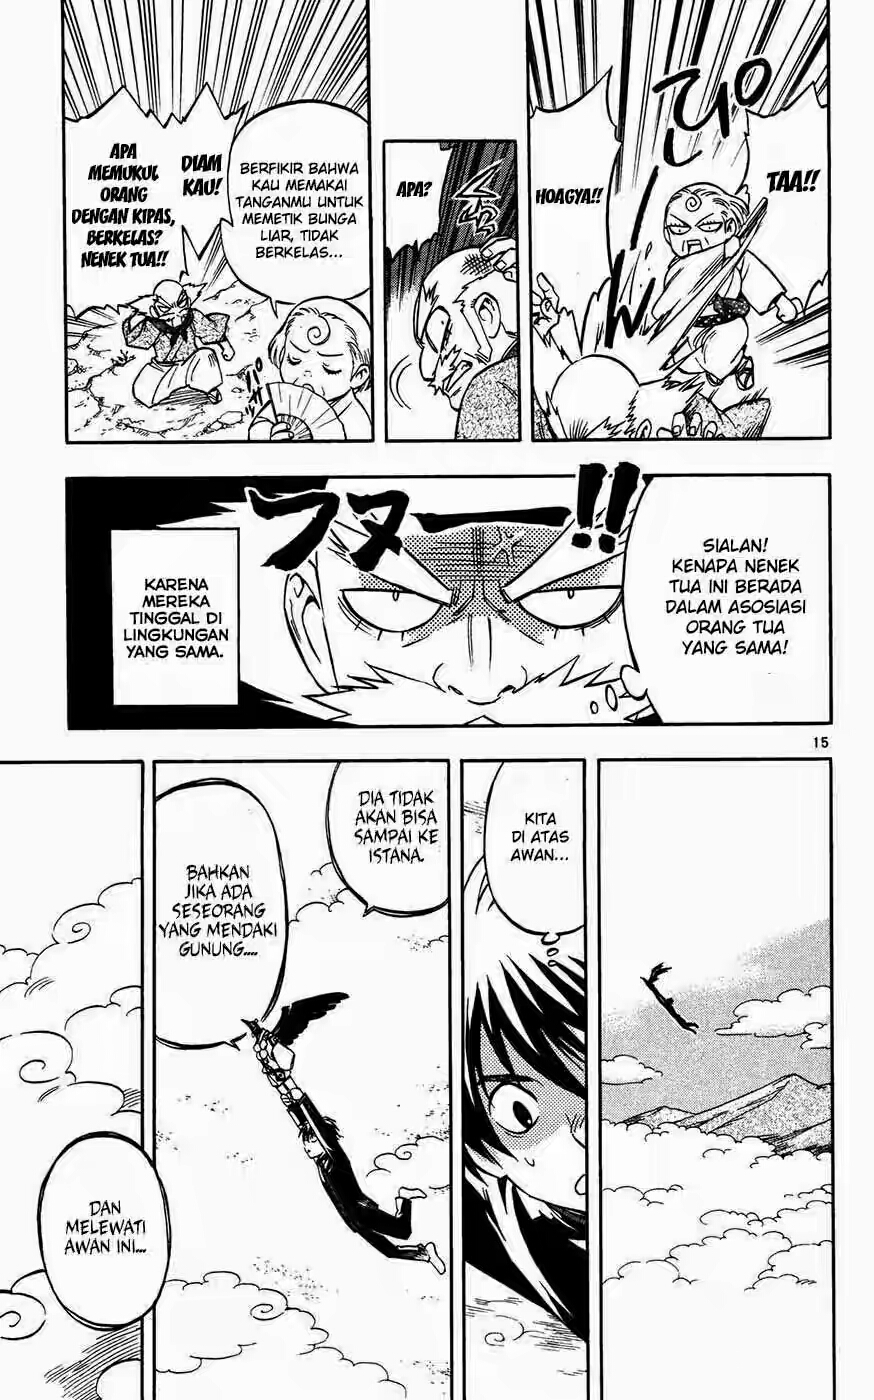 TAA!!
ぴ
HOAGYA!!
APA?
BERFIKIR BAHWA
KAU MEMAKAI
TANGANMU UNTUK
MEMETIK BUNGA
LIAR, TIDAK
BERKELAS...
DIAM
KAU!
APA
MEMUKUL
ORANG
DENGAN KIPAS,
BERKELAS?
NENEK TUA!!
SIALAN!
KENAPA NENEK
TUA INI BERADA
DALAM ASOSIASI
ORANG TUA
YANG SAMA!
フヌー!!
KARENA
MEREKA
TINGGAL DI
LINGKUNGAN
YANG SAMA.
15
KITA
DI ATAS
AWAN...
DIA TIDAK
AKAN BISA
SAMPAI KE
ISTANA.
BAHKAN
JIKA ADA
SESEORANG
YANG MENDAKI
GUNUNG....
DAN
MELEWATI
AWAN INI...